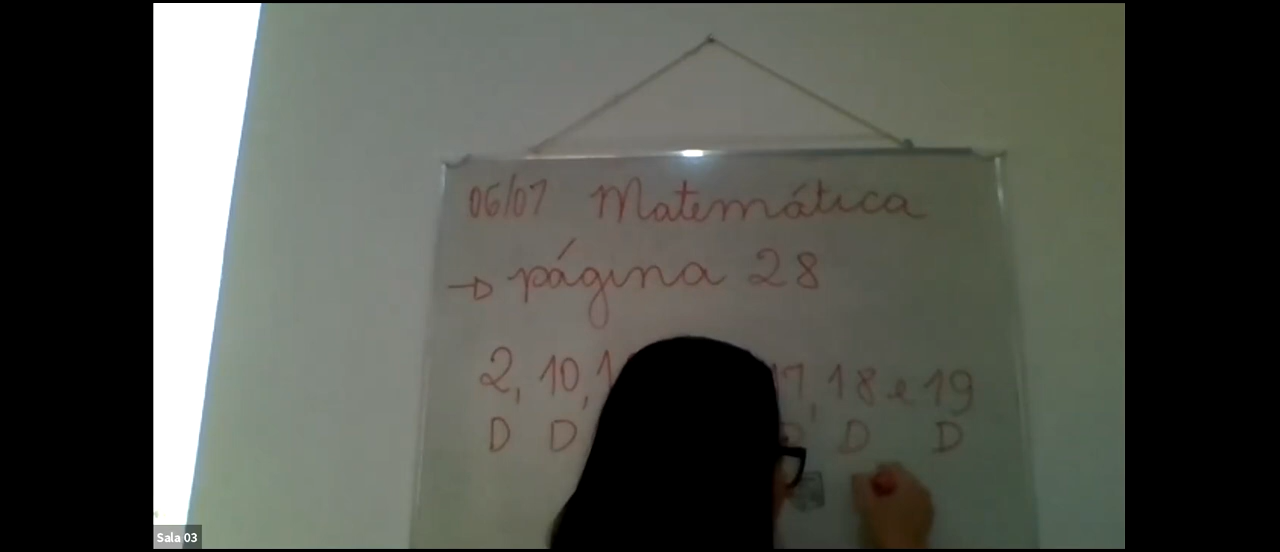 06/07 Matemática
→ página 28
2, 10, 1 17, 18 e 19
D D D D D
Sala 03